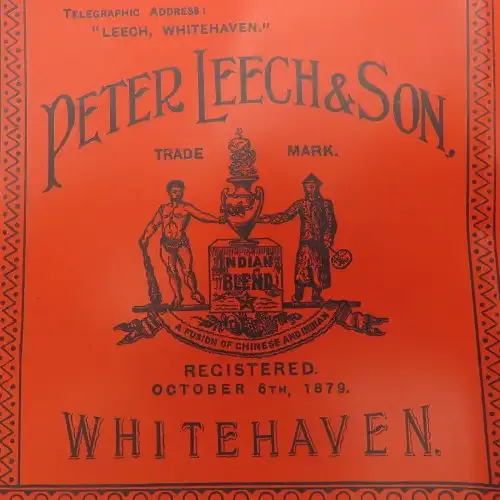 TELEGRAPHIC ADDRESS:
"LEECH, WHITEHAVEN."
PETER LEECH & SON,
TRADE MARK.
INDIAN
BLEND
A FUSION OF CHINESE AND INDIAN
REGISTERED.
OCTOBER 6TH, 1879.
WHITEHAVEN.